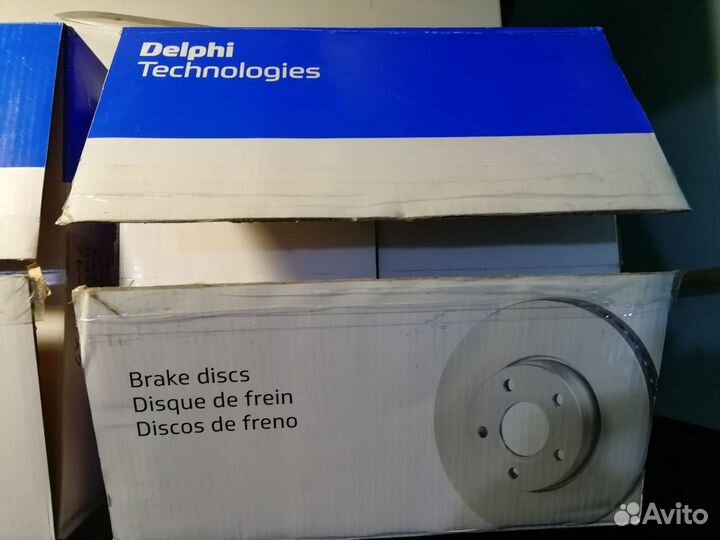 Delphi
Technologies
Brake discs
Disque de frein
Discos de freno
Avito